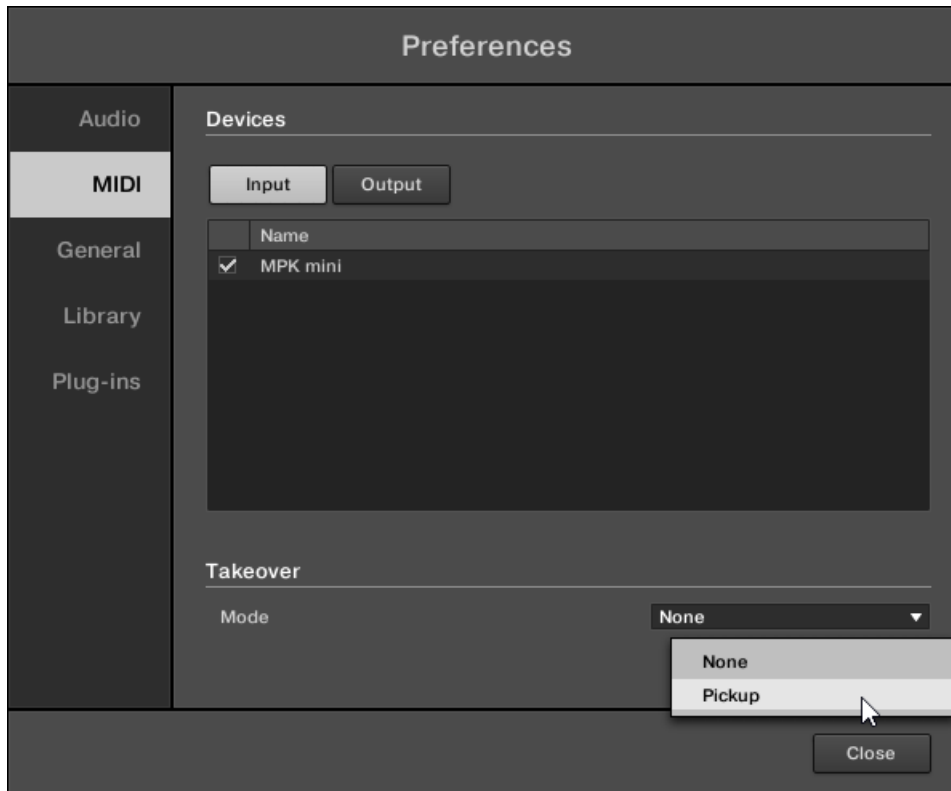 Preferences
Audio
MIDI
General
Library
Plug-ins
Devices
Input Output
Name
MPK mini
Takeover
Mode None
None
Pickup
Close